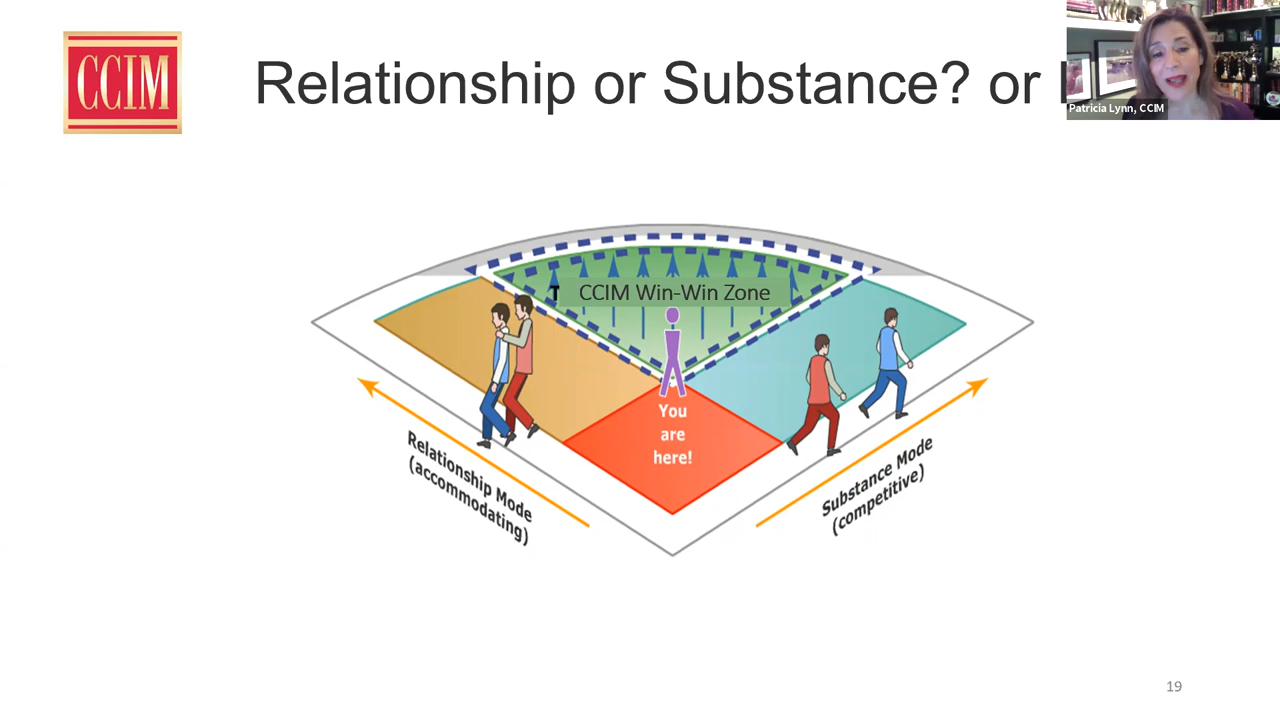 CCIM
Relationship or Substance? or
Patricia Lynn, CCIM
CCIM Win-Win Zone
You
are
here!
Relationship Mode
(accommodating)
Substance Mode
(competitive)
19